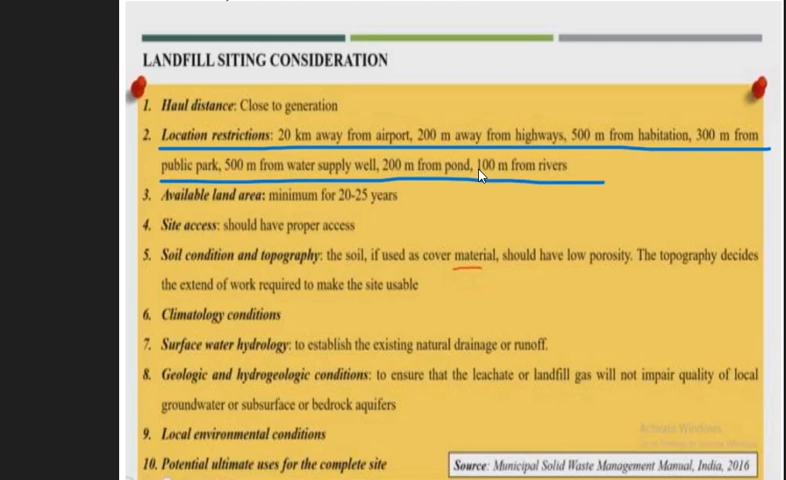 LANDFILL SITING CONSIDERATION
1. Haul distance: Close to generation
2. Location restrictions: 20 km away from airport, 200 m away from highways, 500 m from habitation, 300 m from
public park, 500 m from water supply well, 200 m from pond, 100 m from rivers
3. Available land area: minimum for 20-25 years
4. Site access: should have proper access
5. Soil condition and topography: the soil, if used as cover material, should have low porosity. The topography decides
the extend of work required to make the site usable
6. Climatology conditions
7. Surface water hydrology: to establish the existing natural drainage or runoff.
8. Geologic and hydrogeologic conditions: to ensure that the leachate or landfill gas will not impair quality of local
groundwater or subsurface or bedrock aquifers
9. Local environmental conditions
Activate Windows
10. Potential ultimate uses for the complete site
Source: Municipal Solid Waste Management Manual, India, 2016